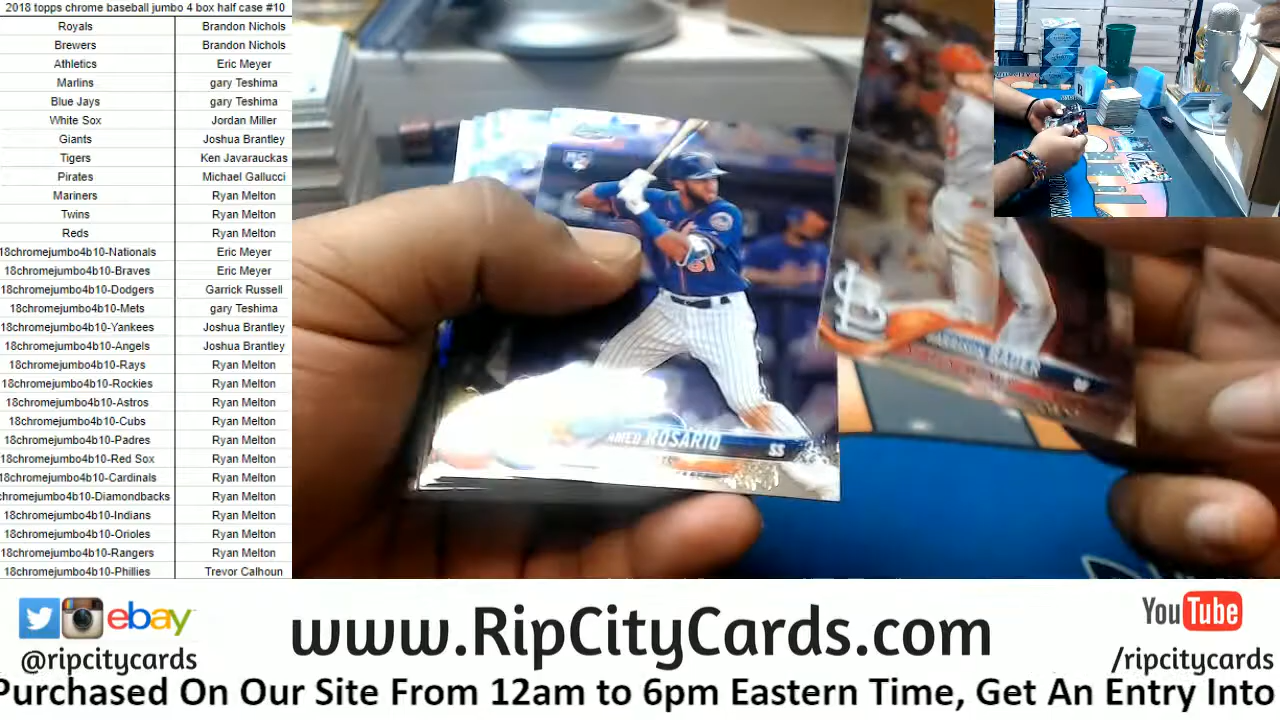 2018 topps chrome baseball jumbo 4 box half case #10
Royals Brandon Nichols
Brewers Brandon Nichols
Athletics Eric Meyer
Marlins gary Teshima
Blue Jays gary Teshima
White Sox Jordan Miller
Giants Joshua Brantley
Tigers Ken Javarauckas
Pirates Michael Gallucci
Mariners Ryan Melton
Twins Ryan Melton
Reds Ryan Melton
18chromejumbo4b10-Nationals Eric Meyer
18chromejumbo4b10-Braves Eric Meyer
18chromejumbo4b10-Dodgers Garrick Russell
18chromejumbo4b10-Mets gary Teshima
18chromejumbo4b10-Yankees Joshua Brantley
18chromejumbo4b10-Angels Joshua Brantley
18chromejumbo4b10-Rays Ryan Melton
18chromejumbo4b10-Rockies Ryan Melton
18chromejumbo4b10-Astros Ryan Melton
18chromejumbo4b10-Cubs Ryan Melton
18chromejumbo4b10-Padres Ryan Melton
18chromejumbo4b10-Red Sox Ryan Melton
18chromejumbo4b10-Cardinals Ryan Melton
chromejumbo4b10-Diamondbacks Ryan Melton
18chromejumbo4b10-Indians Ryan Melton
18chromejumbo4b10-Orioles Ryan Melton
18chromejumbo4b10-Rangers Ryan Melton
18chromejumbo4b10-Phillies Trevor Calhoun
61
AMED ROSARIO SS
HARRISON BADER OF
ebay
@ripcitycards
www.RipCityCards.com
YouTube
/ripcitycards
Purchased On Our Site From 12am to 6pm Eastern Time, Get An Entry Into